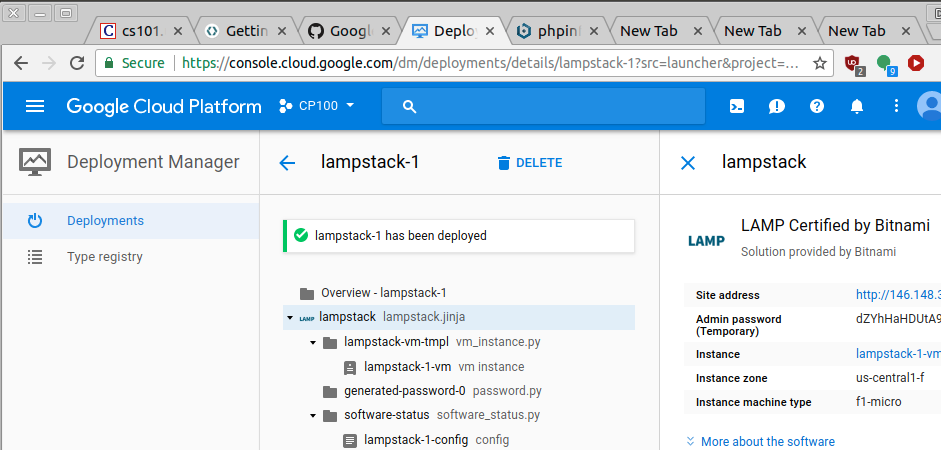 cs101.
Gettin
Googl
Deploy
phpinf
New Tab
New Tab
New Tab
Secure https://console.cloud.google.com/dm/deployments/details/lampstack-1?src=launcher&project=...
2
9
Google Cloud Platform CP100
Deployment Manager
lampstack-1
DELETE
lampstack
Deployments
Type registry
lampstack-1 has been deployed
Overview - lampstack-1
LAMP lampstack lampstack.jinja
lampstack-vm-tmpl vm_instance.py
lampstack-1-vm vm instance
generated-password-0 password.py
software-status software_status.py
lampstack-1-config config
LAMP
LAMP Certified by Bitnami
Solution provided by Bitnami
Site address http://146.148.3
Admin password (Temporary) dZYhHaHDUtA9
Instance lampstack-1-vm
Instance zone us-central1-f
Instance machine type f1-micro
More about the software